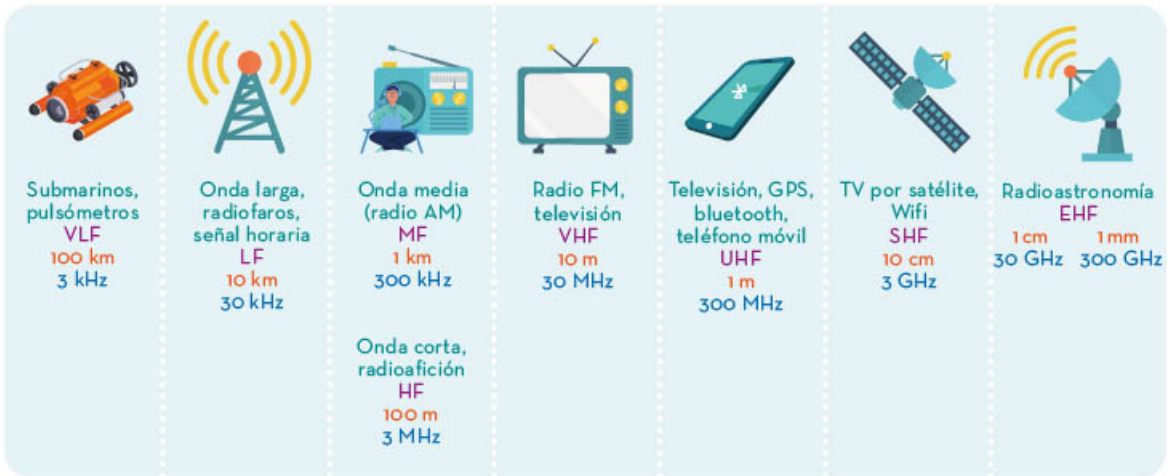 Submarinos,
pulsómetros
VLF
100 km
3 kHz
Onda larga,
radiofaros,
señal horaria
LF
10 km
30 kHz
Onda media
(radio AM)
MF
1 km
300 kHz
Onda corta,
radioafición
HF
100 m
3 MHz
Radio FM,
televisión
VHF
10 m
30 MHz
Televisión, GPS,
bluetooth,
teléfono móvil
UHF
1 m
300 MHz
TV por satélite,
Wifi
SHF
10 cm
3 GHz
Radioastronomía
EHF
1 cm 1 mm
30 GHz 300 GHz